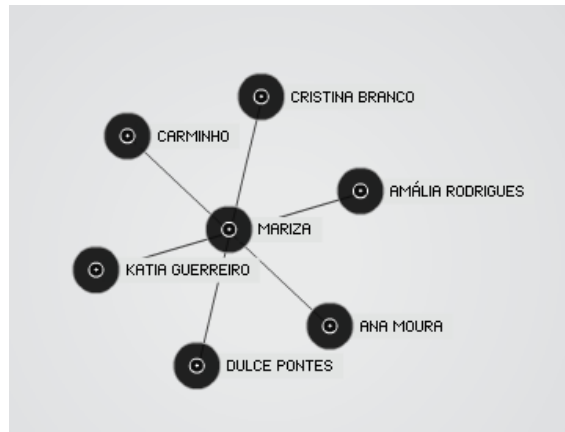 CRISTINA BRANCO
CARMINHO
AMÁLIA RODRIGUES
MARIZA
KATIA GUERREIRO
ANA MOURA
DULCE PONTES